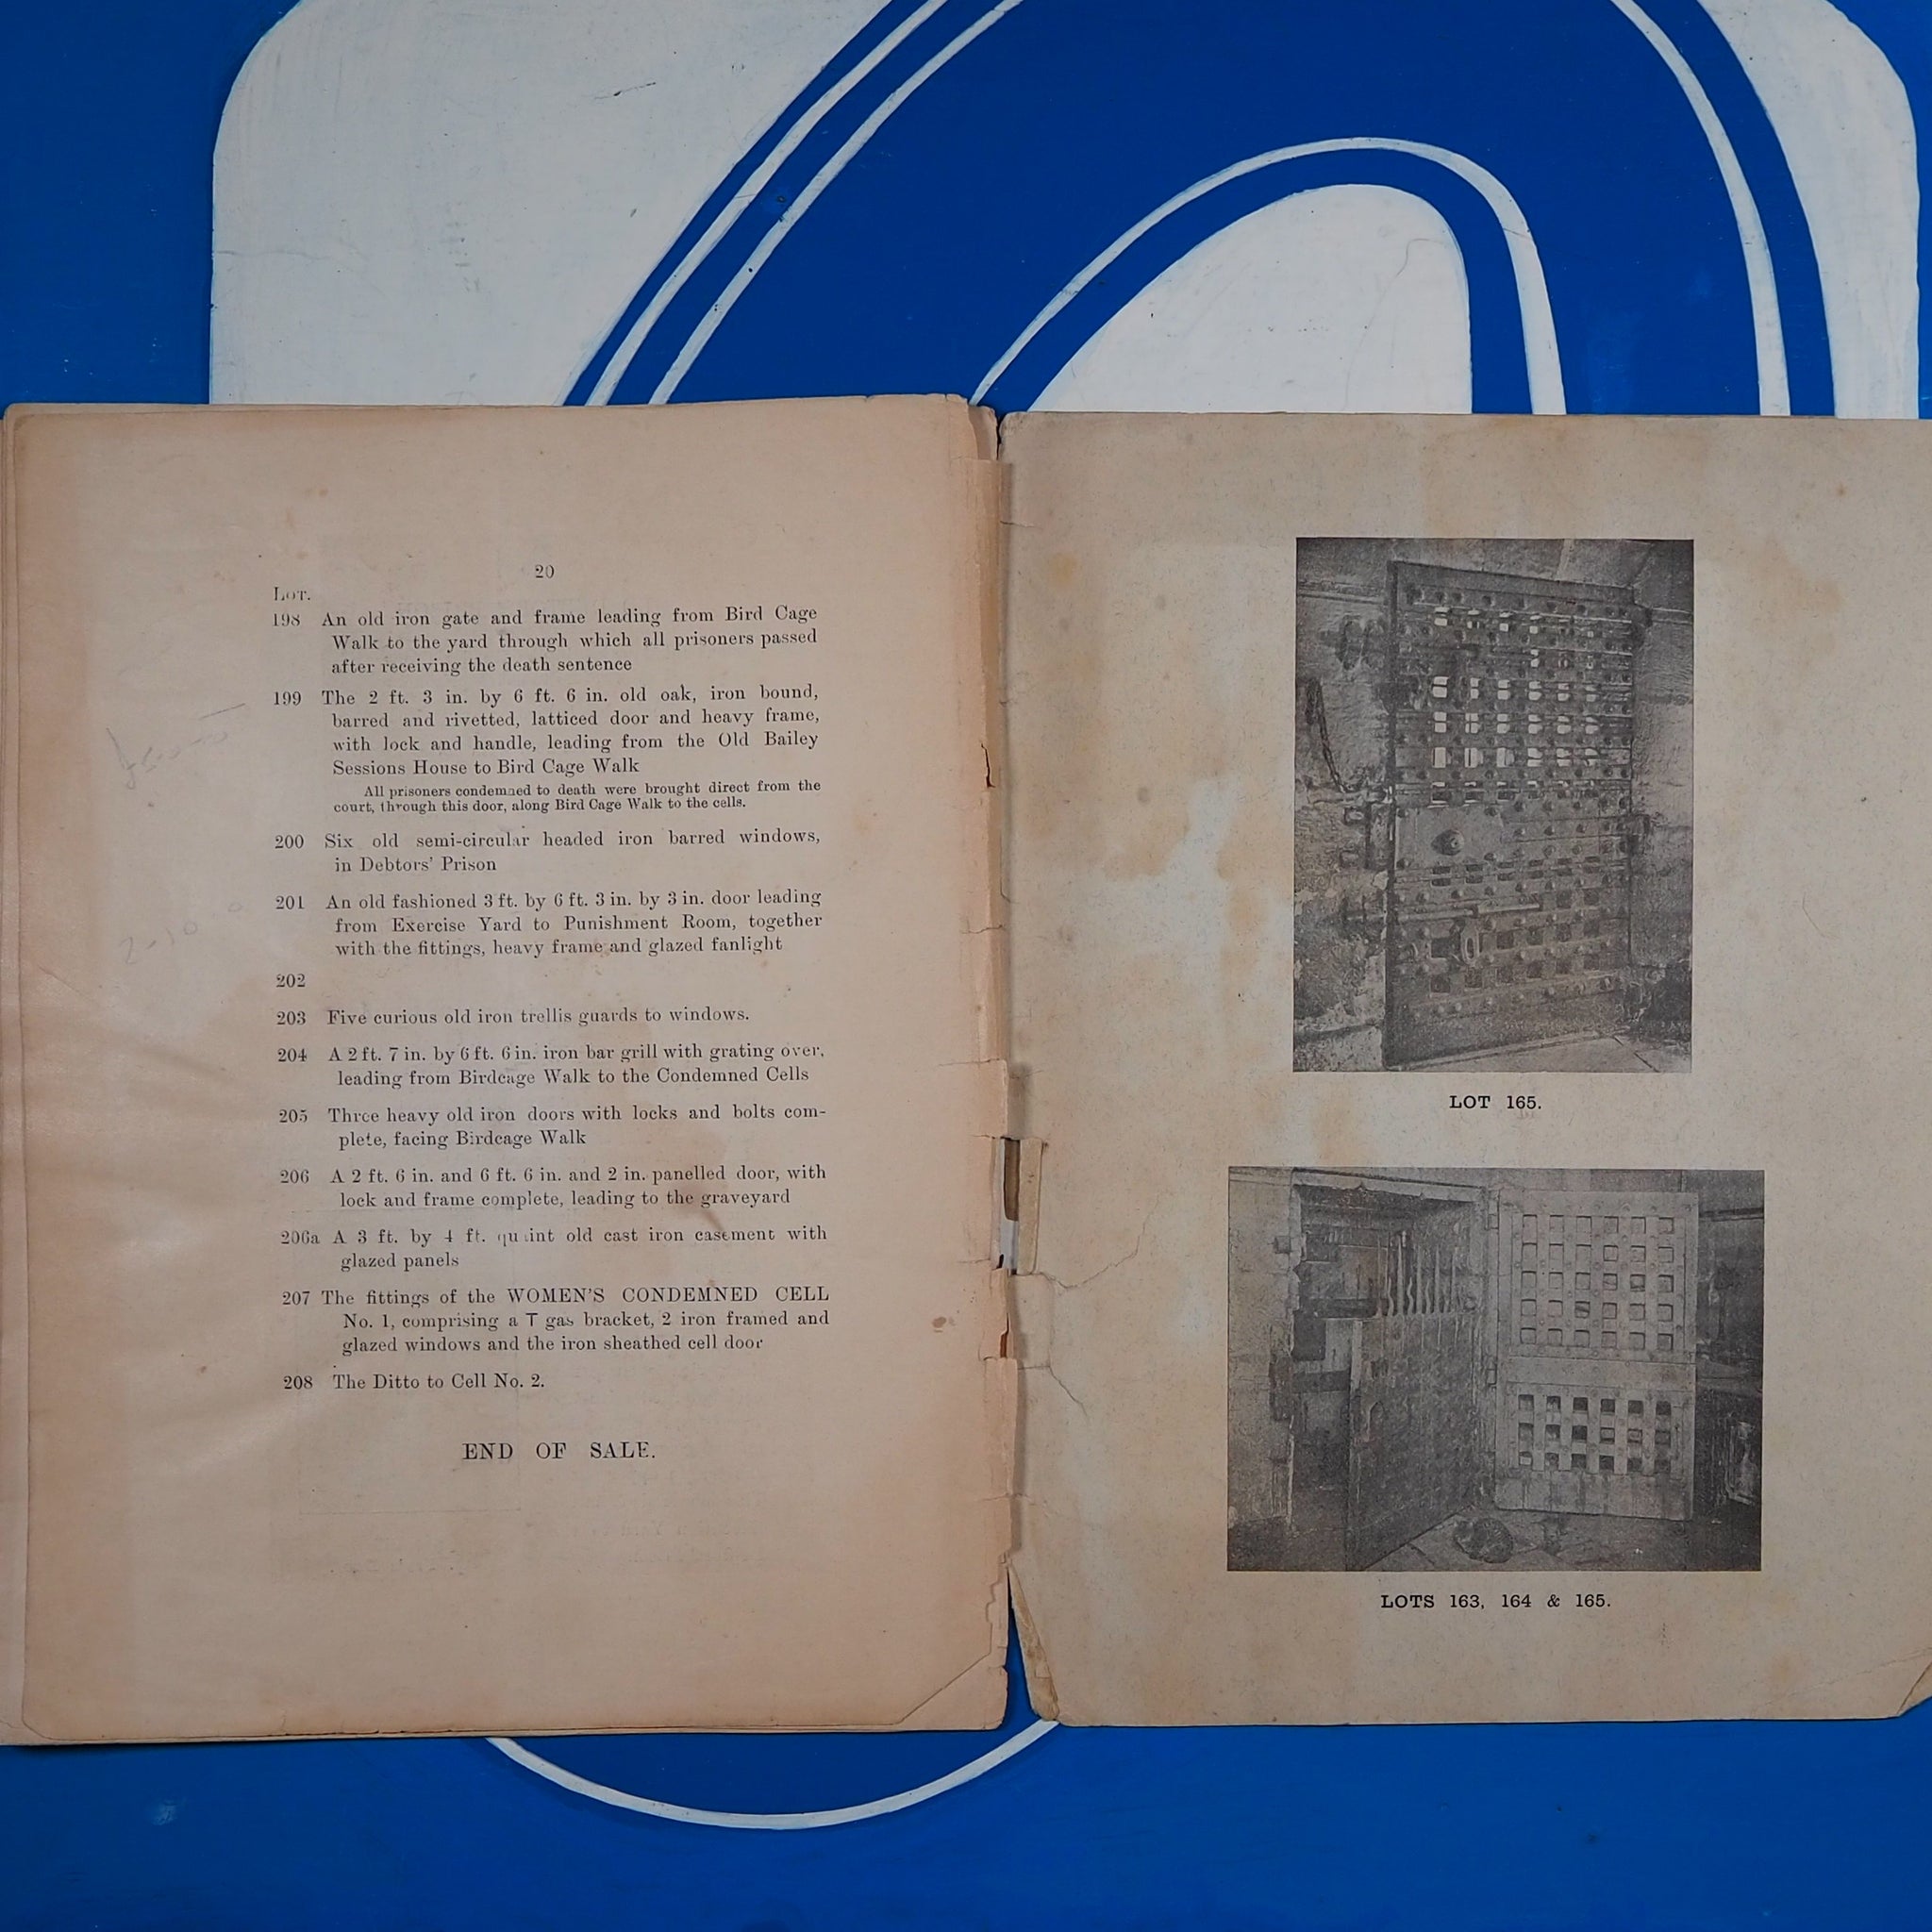 20
LOT.
198 An old iron gate and frame leading from Bird Cage
Walk to the yard through which all prisoners passed
after receiving the death sentence
199 The 2 ft. 3 in. by 6 ft. 6 in. old oak, iron bound,
barred and rivetted, latticed door and heavy frame,
with lock and handle, leading from the Old Bailey
Sessions House to Bird Cage Walk
All prisoners condemned to death were brought direct from the
court, through this door, along Bird Cage Walk to the cells.
200 Six old semi-circular headed iron barred windows,
in Debtors' Prison
201 An old fashioned 3 ft. by 6 ft. 3 in. by 3 in. door leading
from Exercise Yard to Punishment Room, together
with the fittings, heavy frame and glazed fanlight
202
203 Five curious old iron trellis guards to windows.
204 A 2 ft. 7 in. by 6 ft. 6 in. iron bar grill with grating over,
leading from Birdcage Walk to the Condemned Cells
205 Three heavy old iron doors with locks and bolts com-
plete, facing Birdcage Walk
206 A 2 ft. 6 in. and 6 ft. 6 in. and 2 in. panelled door, with
lock and frame complete, leading to the graveyard
206a A 3 ft. by 4 ft. quaint old cast iron casement with
glazed panels
207 The fittings of the WOMEN'S CONDEMNED CELL
No. 1, comprising a T gas bracket, 2 iron framed and
glazed windows and the iron sheathed cell door
208 The Ditto to Cell No. 2.
END OF SALE.
LOT 165.
LOTS 163, 164 & 165.